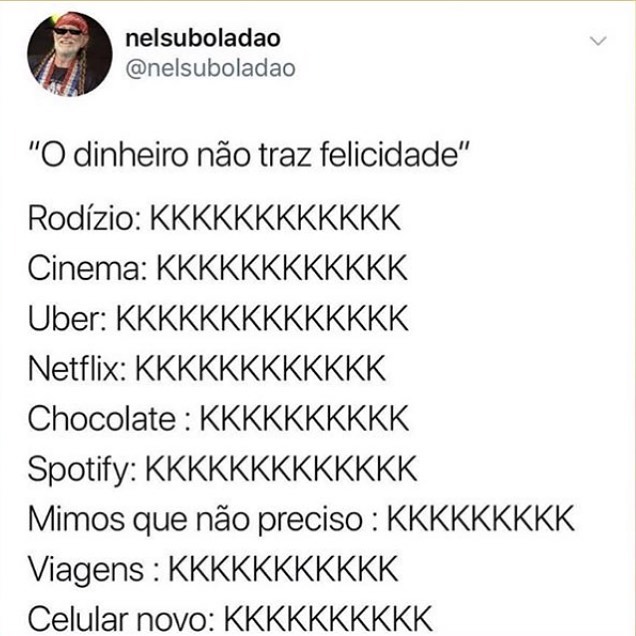 nelsuboladao
@nelsuboladao
"O dinheiro não traz felicidade"
Rodízio: KKKKKKKKKKKK
Cinema: KKKKKKKKKKKK
Uber: KKKKKKKKKKKKKK
Netflix: KKKKKKKKKKKK
Chocolate : KKKKKKKKKK
Spotify: KKKKKKKKKKKKK
Mimos que não preciso : KKKKKKKKK
Viagens : KKKKKKKKKKK
Celular novo: KKKKKKKKKK